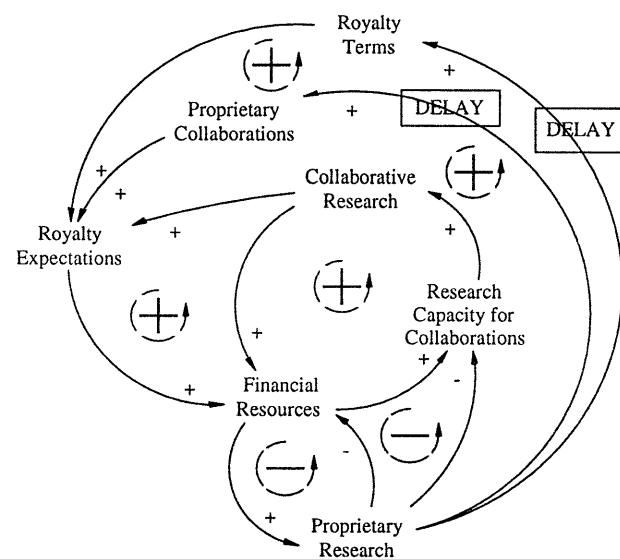 Royalty
Terms
+
+
Proprietary
Collaborations
+
DELAY
DELAY
+
+
+
Collaborative
Research
+
Royalty
Expectations
+
+
+
+
Research
Capacity for
Collaborations
+
+
+
-
Financial
Resources
-
-
-
+
Proprietary
Research